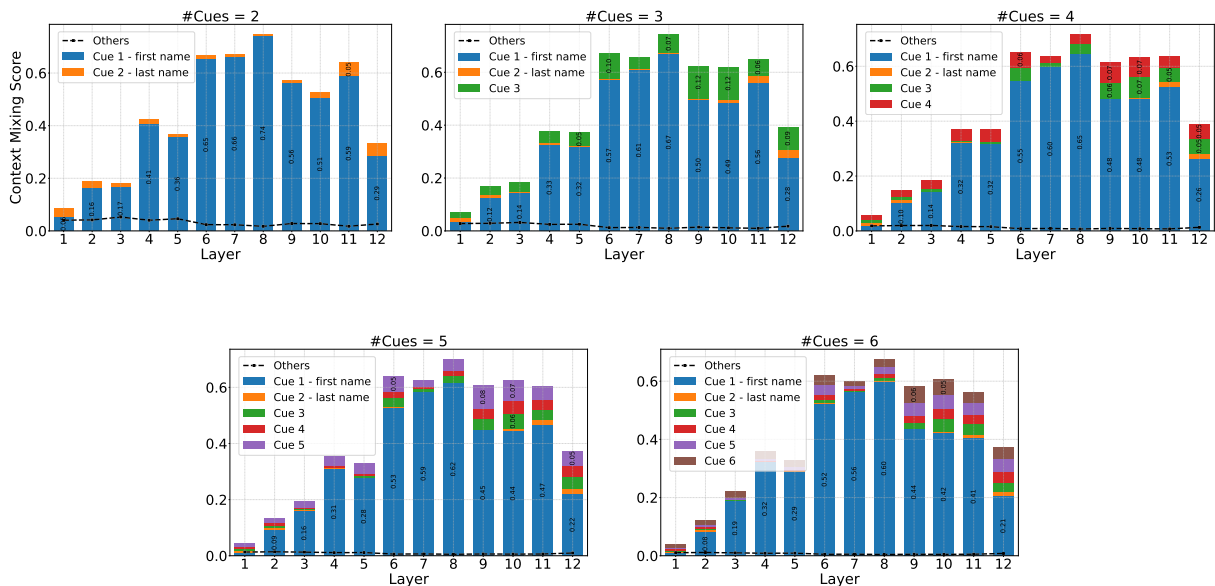 #Cues = 2
Context Mixing Score
0.6
0.4
0.2
0.0
Others
Cue 1 - first name
Cue 2 - last name
0.16
0.17
0.41
0.36
0.65
0.66
0.74
0.56
0.51
0.59
0.05
0.29
1 2 3 4 5 6 7 8 9 10 11 12
Layer
#Cues = 3
0.6
0.4
0.2
0.0
Others
Cue 1 - first name
Cue 2 - last name
Cue 3
0.12
0.14
0.33
0.32
0.05
0.57
0.10
0.61
0.67
0.07
0.50
0.12
0.49
0.12
0.56
0.06
0.28
0.09
1 2 3 4 5 6 7 8 9 10 11 12
Layer
#Cues = 4
0.6
0.4
0.2
0.0
Others
Cue 1 - first name
Cue 2 - last name
Cue 3
Cue 4
0.10
0.14
0.32
0.32
0.55
0.06
0.60
0.65
0.48
0.06
0.07
0.48
0.07
0.07
0.53
0.05
0.26
0.05
0.05
1 2 3 4 5 6 7 8 9 10 11 12
Layer
#Cues = 5
0.6
0.4
0.2
0.0
Others
Cue 1 - first name
Cue 2 - last name
Cue 3
Cue 4
Cue 5
0.09
0.16
0.31
0.28
0.53
0.05
0.59
0.62
0.45
0.08
0.44
0.06
0.07
0.47
0.22
0.05
1 2 3 4 5 6 7 8 9 10 11 12
Layer
#Cues = 6
0.6
0.4
0.2
0.0
Others
Cue 1 - first name
Cue 2 - last name
Cue 3
Cue 4
Cue 5
Cue 6
0.08
0.19
0.32
0.29
0.52
0.56
0.60
0.44
0.06
0.42
0.05
0.41
0.21
1 2 3 4 5 6 7 8 9 10 11 12
Layer